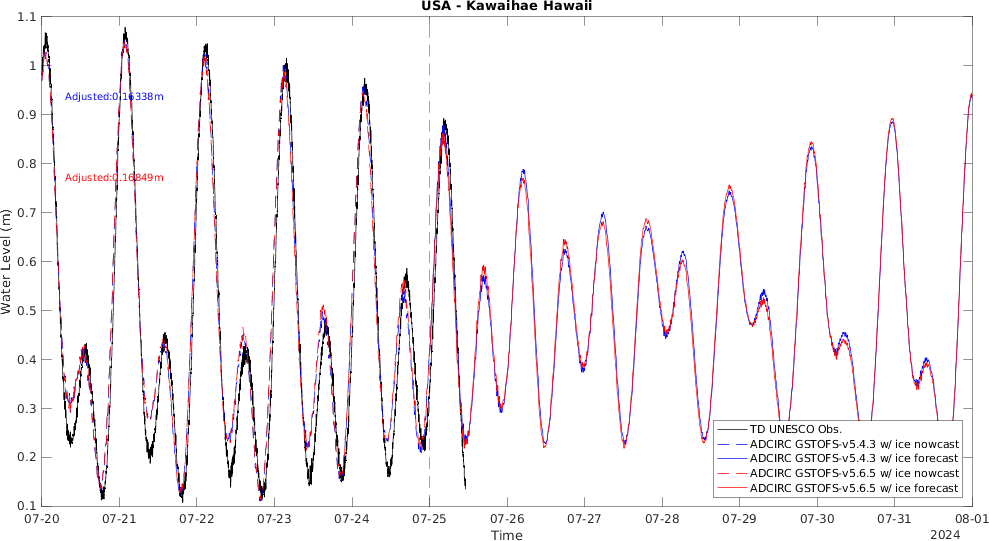 USA - Kawaihae Hawaii
1.1
1
0.9
0.8
0.7
0.6
0.5
0.4
0.3
0.2
0.1
Water Level (m)
Adjusted:0.16338m
Adjusted:0.16849m
TD UNESCO Obs.
ADCIRC GSTOFS-v5.4.3 w/ ice nowcast
ADCIRC GSTOFS-v5.4.3 w/ ice forecast
ADCIRC GSTOFS-v5.6.5 w/ ice nowcast
ADCIRC GSTOFS-v5.6.5 w/ ice forecast
07-20 07-21 07-22 07-23 07-24 07-25 07-26 07-27 07-28 07-29 07-30 07-31 08-01
Time
2024